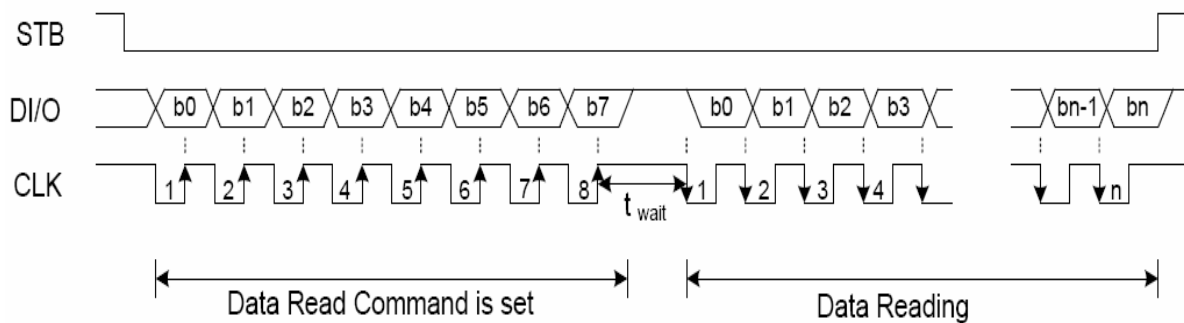 STB
DI/O b0 b1 b2 b3 b4 b5 b6 b7 b0 b1 b2 b3 bn-1 bn
CLK 1 2 3 4 5 6 7 8 1 2 3 4 n
t wait
Data Read Command is set Data Reading